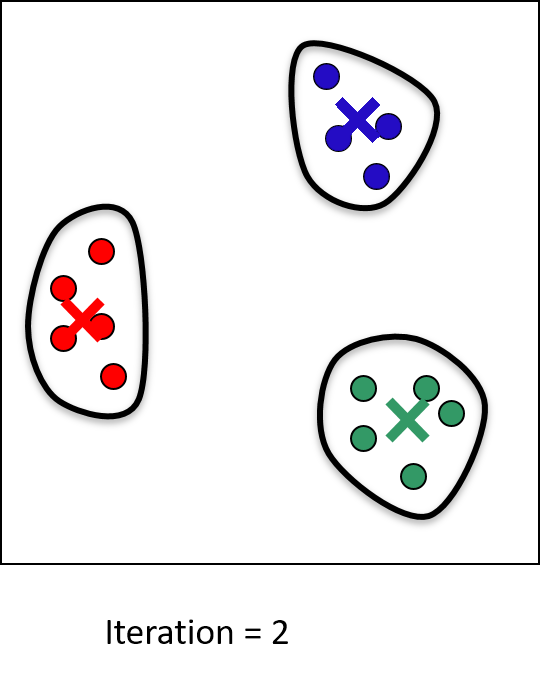 Iteration = 2